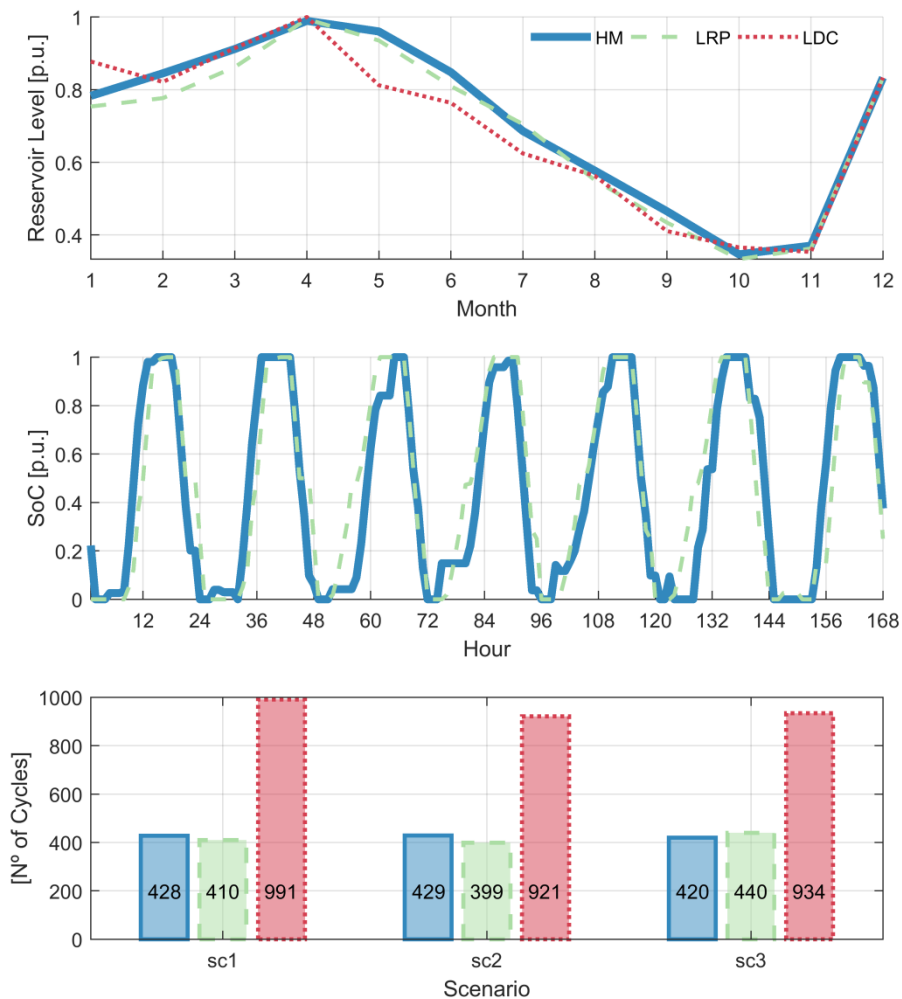 1
0.8
0.6
0.4
Reservoir Level [p.u.]
HM LRP LDC
1 2 3 4 5 6 7 8 9 10 11 12
Month
1
0.8
0.6
0.4
0.2
0
SoC [p.u.]
12 24 36 48 60 72 84 96 108 120 132 144 156 168
Hour
1000
800
600
400
200
0
[Nº of Cycles]
428 410 991 429 399 921 420 440 934
sc1 sc2 sc3
Scenario